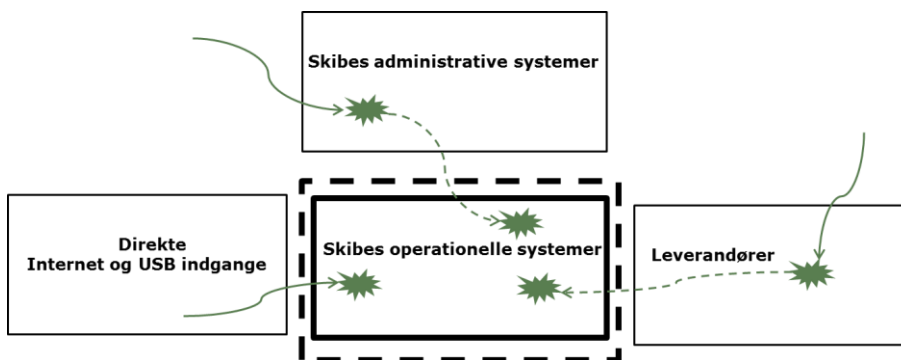 Skibes administrative systemer
Direkte
Internet og USB indgange
Skibes operationelle systemer
Leverandører